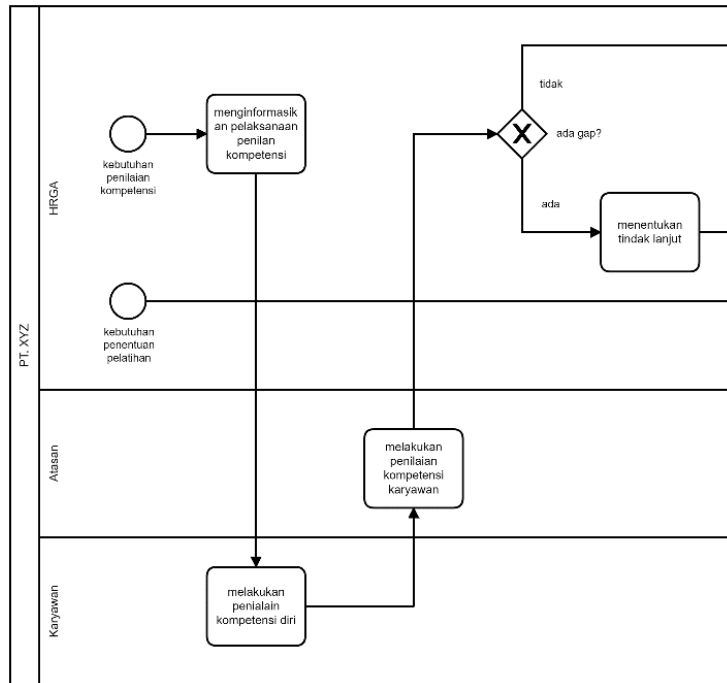 PT. XYZ
HRGA
kebutuhan
penilaian
kompetensi
menginformasik
an pelaksanaan
penilan
kompetensi
tidak
ada gap?
ada
menentukan
tindak lanjut
kebutuhan
penentuan
pelatihan
Atasan
melakukan
penilaian
kompetensi
karyawan
Karyawan
melakukan
penialain
kompetensi diri